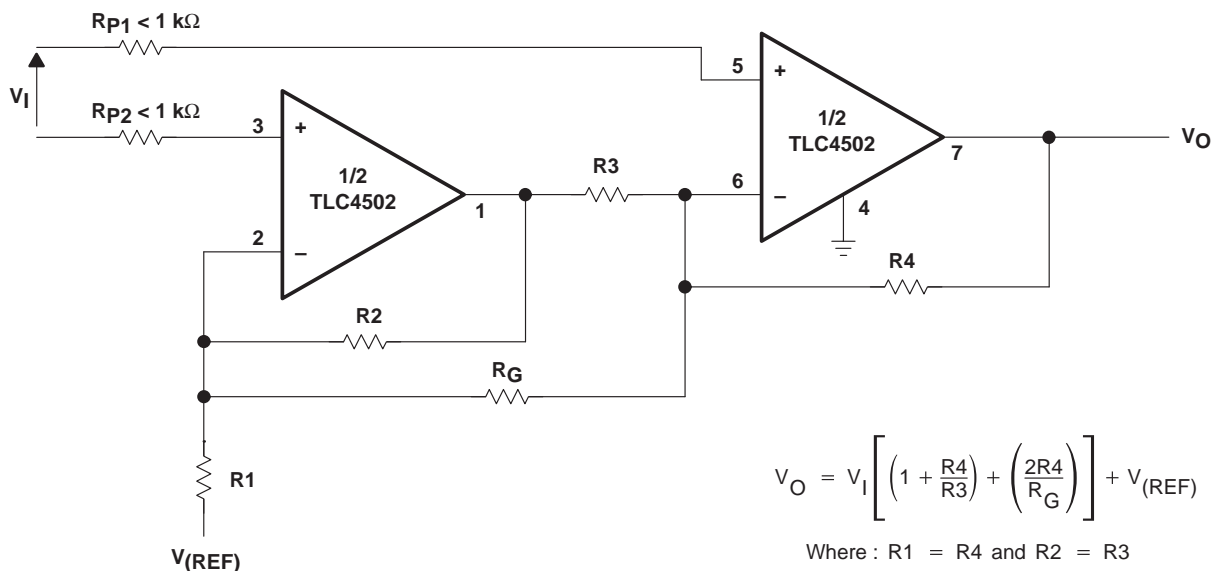 RP1 < 1 kΩ
VI
RP2 < 1 kΩ
3
+
1/2
TLC4502
2
−
1
R3
5
+
1/2
TLC4502
6
−
7
4
VO
R4
R2
RG
R1
V(REF)
VO = VI[(1 + R4/R3) + (2R4/RG)] + V(REF)
Where : R1 = R4 and R2 = R3